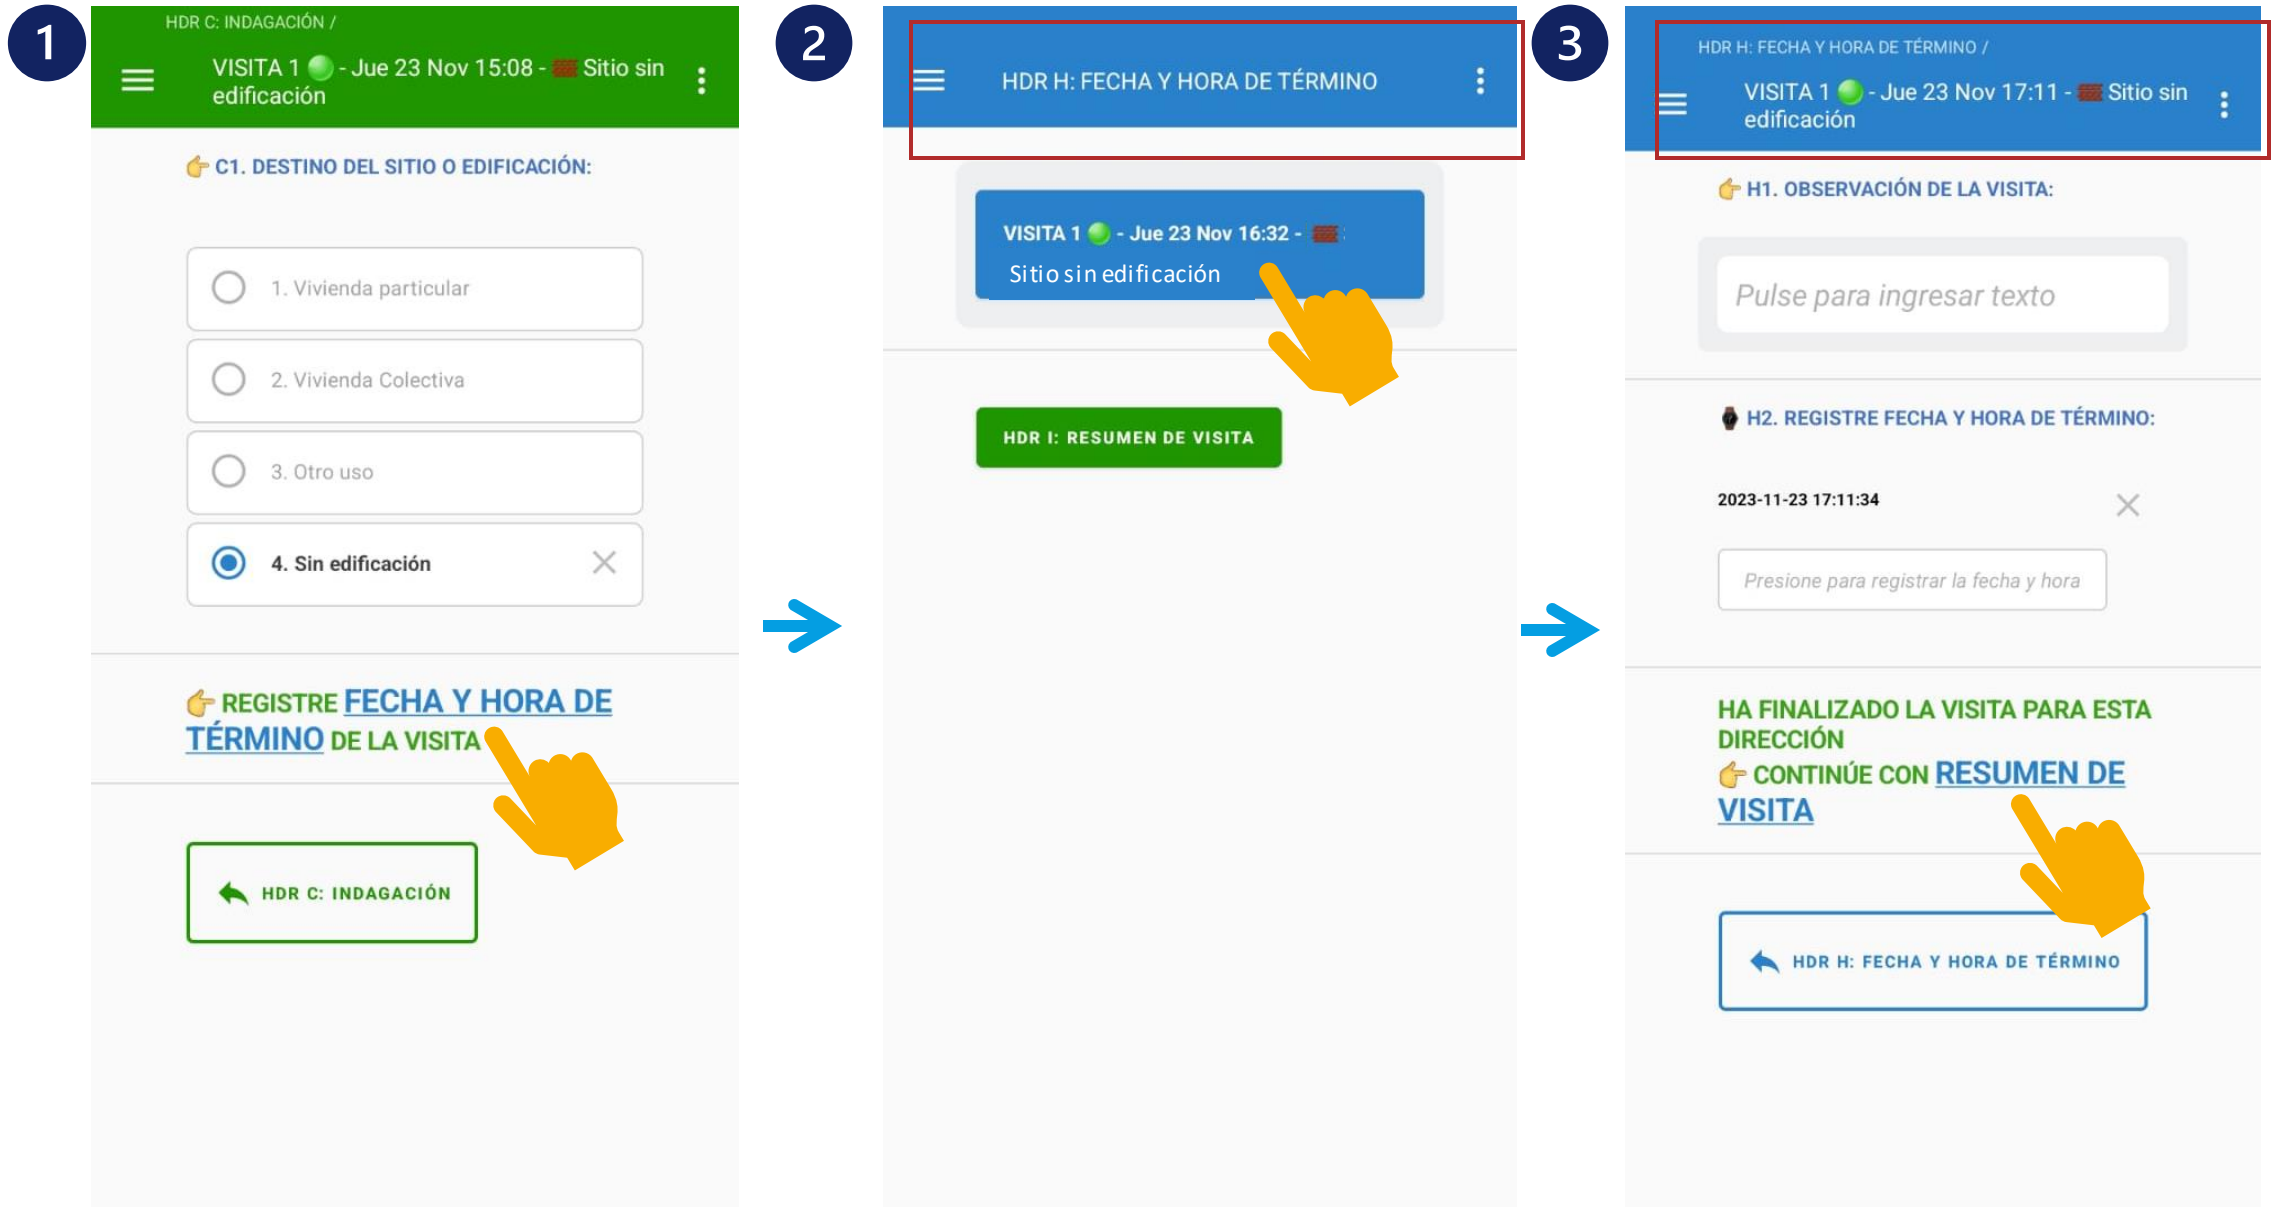 1
HDR C: INDAGACIÓN /
VISITA 1 - Jue 23 Nov 15:08 - Sitio sin
edificación
C1. DESTINO DEL SITIO O EDIFICACIÓN:
1. Vivienda particular
2. Vivienda Colectiva
3. Otro uso
4. Sin edificación
REGISTRE FECHA Y HORA DE
TÉRMINO DE LA VISITA
HDR C: INDAGACIÓN
2
HDR H: FECHA Y HORA DE TÉRMINO
VISITA 1 - Jue 23 Nov 16:32 -
Sitio sin edificación
HDR I: RESUMEN DE VISITA
3
HDR H: FECHA Y HORA DE TÉRMINO /
VISITA 1 - Jue 23 Nov 17:11 - Sitio sin
edificación
H1. OBSERVACIÓN DE LA VISITA:
Pulse para ingresar texto
H2. REGISTRE FECHA Y HORA DE TÉRMINO:
2023-11-23 17:11:34
Presione para registrar la fecha y hora
HA FINALIZADO LA VISITA PARA ESTA
DIRECCIÓN
CONTINÚE CON RESUMEN DE
VISITA
HDR H: FECHA Y HORA DE TÉRMINO